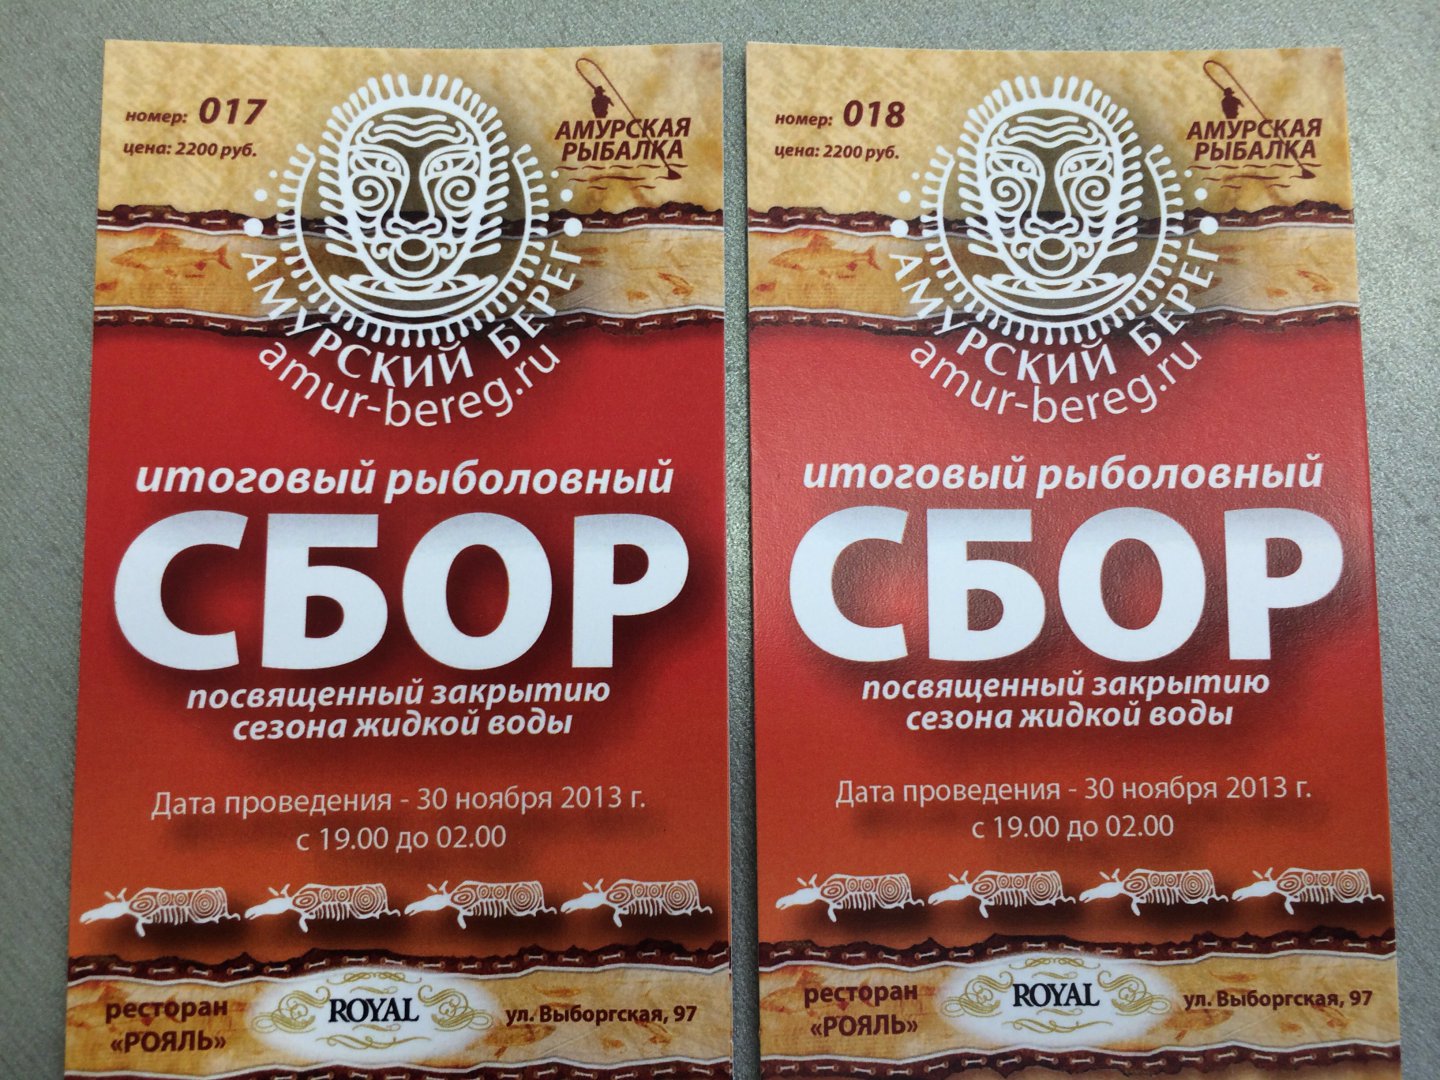 номер: 017
цена: 2200 руб.
АМУРСКАЯ
РЫБАЛКА
АМУРСКИЙ БЕРЕГ
amur-bereg.ru
итоговый рыболовный
СБОР
посвященный закрытию
сезона жидкой воды
Дата проведения - 30 ноября 2013 г.
с 19.00 до 02.00
ресторан
«РОЯЛЬ»
ROYAL
ул. Выборгская, 97
номер: 018
цена: 2200 руб.
АМУРСКАЯ
РЫБАЛКА
АМУРСКИЙ БЕРЕГ
amur-bereg.ru
итоговый рыболовный
СБОР
посвященный закрытию
сезона жидкой воды
Дата проведения - 30 ноября 2013 г.
с 19.00 до 02.00
ресторан
«РОЯЛЬ»
ROYAL
ул. Выборгская, 97